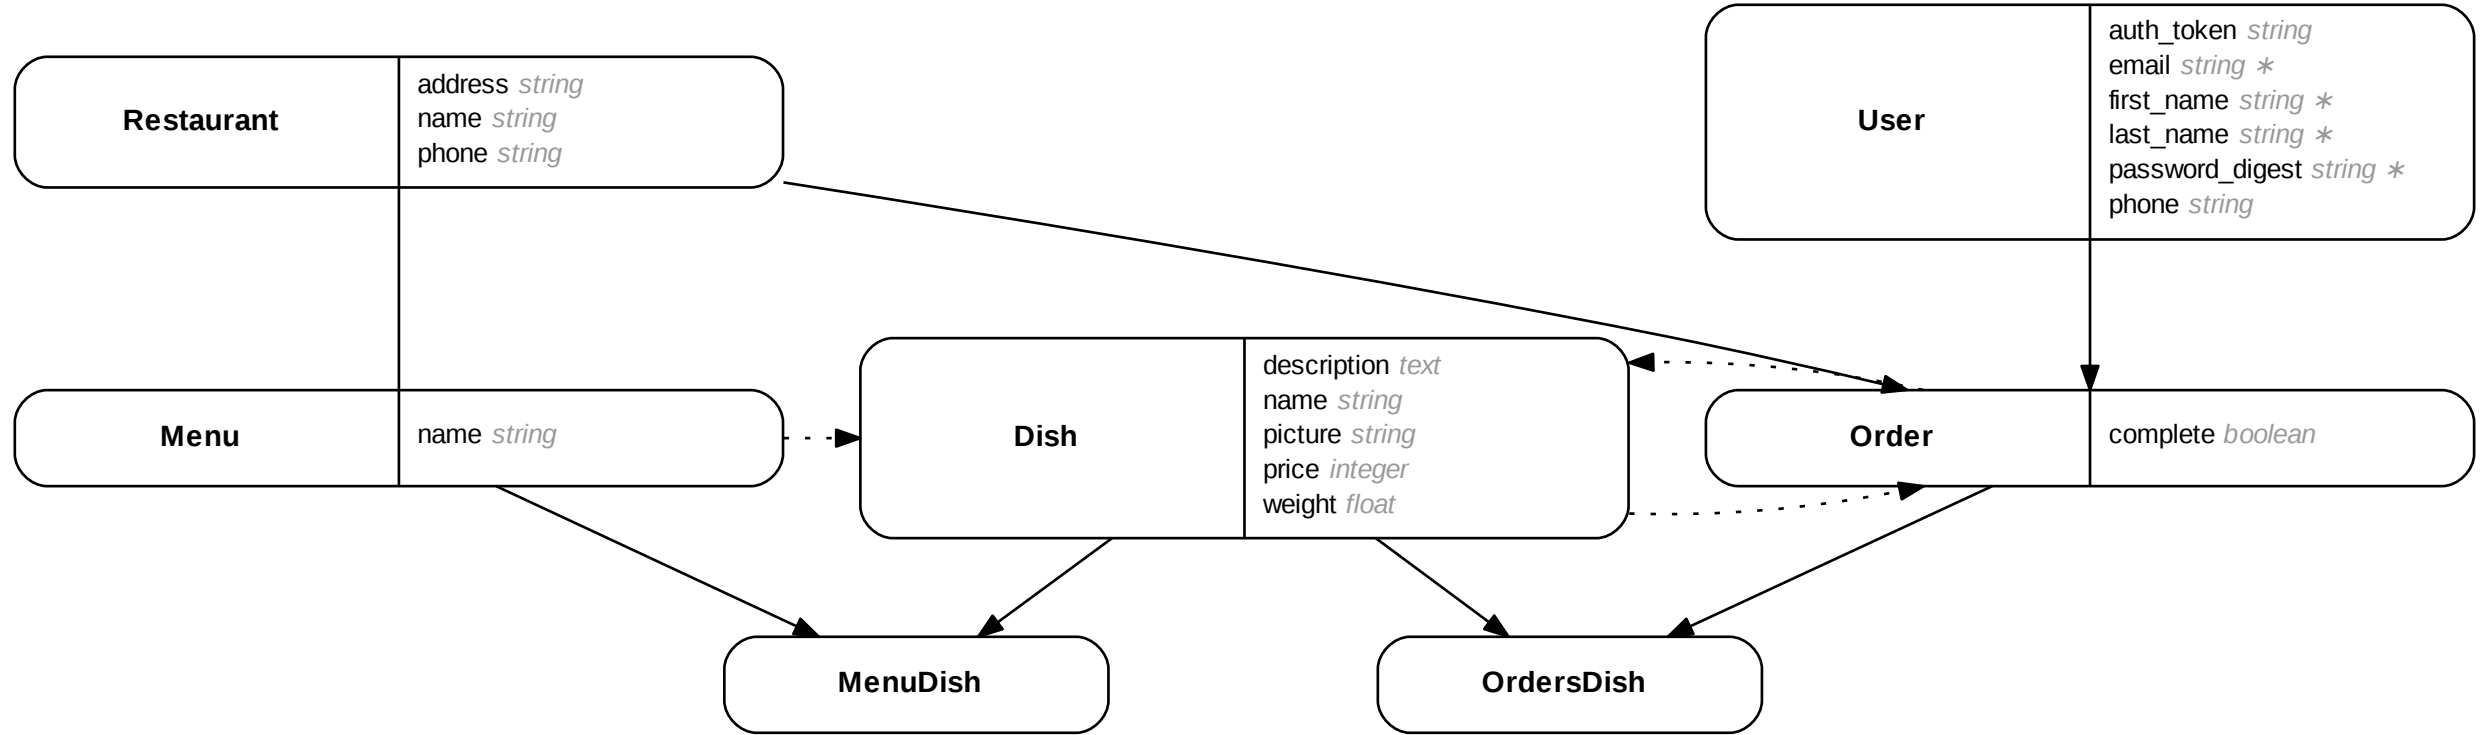 Restaurant
address string
name string
phone string
User
auth_token string
email string ∗
first_name string ∗
last_name string ∗
password_digest string ∗
phone string
Menu
name string
Dish
description text
name string
picture string
price integer
weight float
Order
complete boolean
MenuDish
OrdersDish